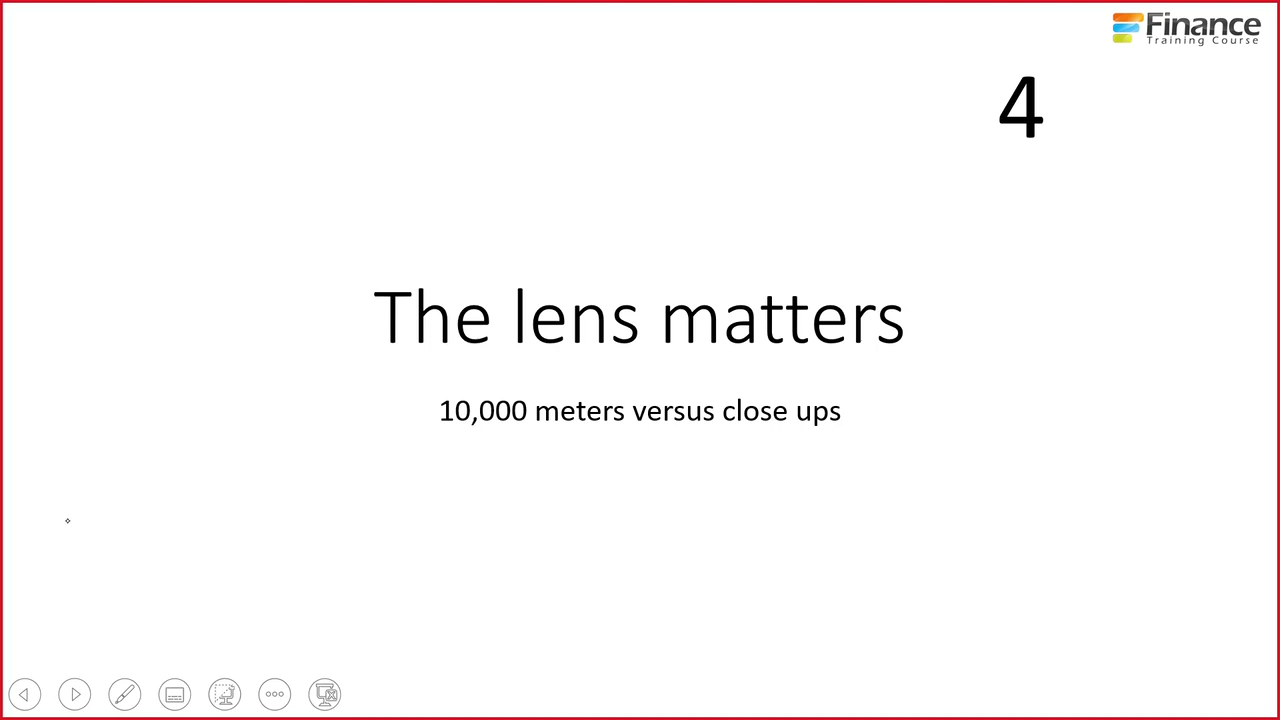 Finance
Training Course
4
The lens matters
10,000 meters versus close ups